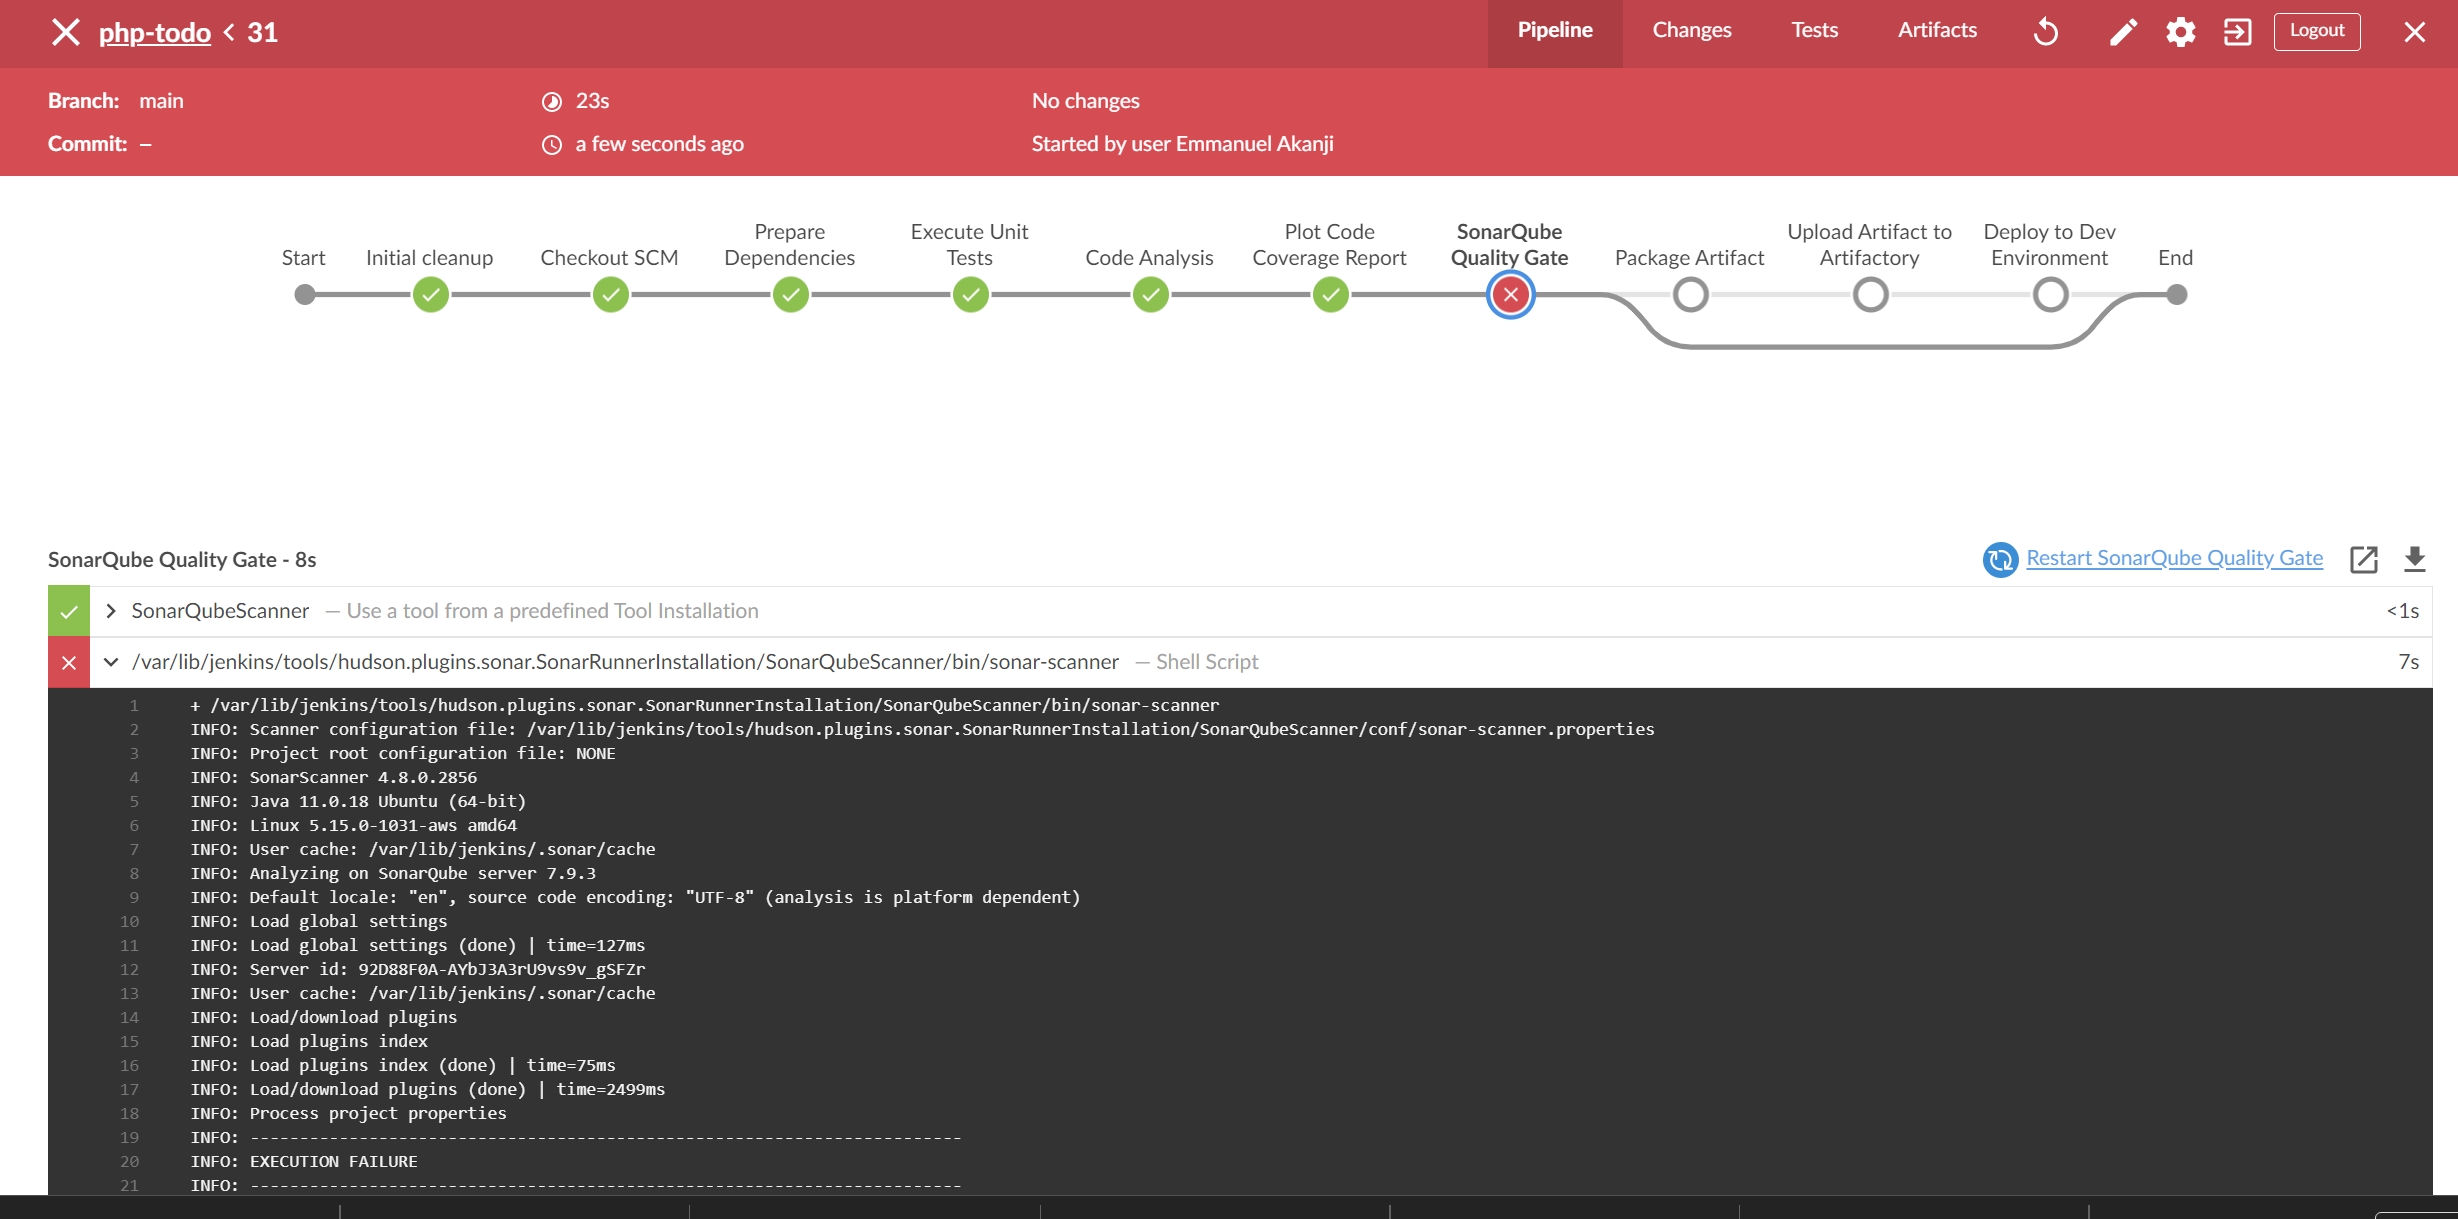 php-todo < 31
Pipeline Changes Tests Artifacts Logout
Branch: main
23s
No changes
Commit: –
a few seconds ago
Started by user Emmanuel Akanji
Start
Initial cleanup
Checkout SCM
Prepare
Dependencies
Execute Unit
Tests
Code Analysis
Plot Code
Coverage Report
SonarQube
Quality Gate
Package Artifact
Upload Artifact to
Artifactory
Deploy to Dev
Environment
End
SonarQube Quality Gate - 8s
Restart SonarQube Quality Gate
SonarQubeScanner — Use a tool from a predefined Tool Installation <1s
/var/lib/jenkins/tools/hudson.plugins.sonar.SonarRunnerInstallation/SonarQubeScanner/bin/sonar-scanner — Shell Script 7s
1 + /var/lib/jenkins/tools/hudson.plugins.sonar.SonarRunnerInstallation/SonarQubeScanner/bin/sonar-scanner
2 INFO: Scanner configuration file: /var/lib/jenkins/tools/hudson.plugins.sonar.SonarRunnerInstallation/SonarQubeScanner/conf/sonar-scanner.properties
3 INFO: Project root configuration file: NONE
4 INFO: SonarScanner 4.8.0.2856
5 INFO: Java 11.0.18 Ubuntu (64-bit)
6 INFO: Linux 5.15.0-1031-aws amd64
7 INFO: User cache: /var/lib/jenkins/.sonar/cache
8 INFO: Analyzing on SonarQube server 7.9.3
9 INFO: Default locale: "en", source code encoding: "UTF-8" (analysis is platform dependent)
10 INFO: Load global settings
11 INFO: Load global settings (done) | time=127ms
12 INFO: Server id: 92D88F0A-AYbJ3A3rU9vs9v_gSFZr
13 INFO: User cache: /var/lib/jenkins/.sonar/cache
14 INFO: Load/download plugins
15 INFO: Load plugins index
16 INFO: Load plugins index (done) | time=75ms
17 INFO: Load/download plugins (done) | time=2499ms
18 INFO: Process project properties
19 INFO: ------------------------------------------------------------------------
20 INFO: EXECUTION FAILURE
21 INFO: ------------------------------------------------------------------------